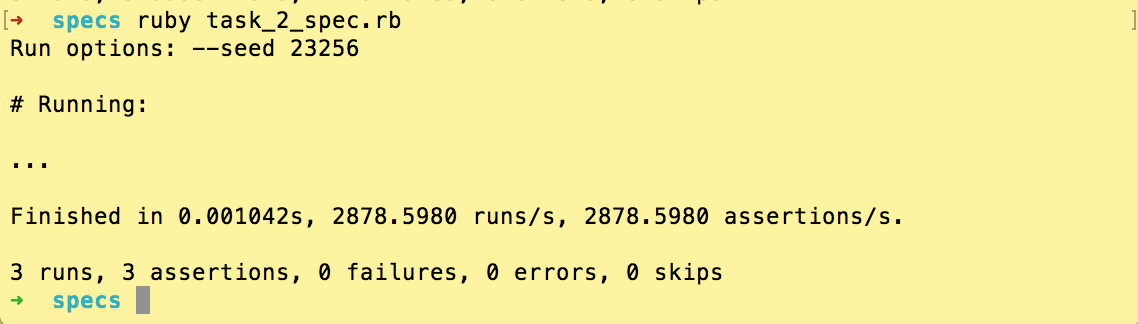 [➜  specs ruby task_2_spec.rb ]
Run options: --seed 23256
# Running:
...
Finished in 0.001042s, 2878.5980 runs/s, 2878.5980 assertions/s.
3 runs, 3 assertions, 0 failures, 0 errors, 0 skips
➜  specs